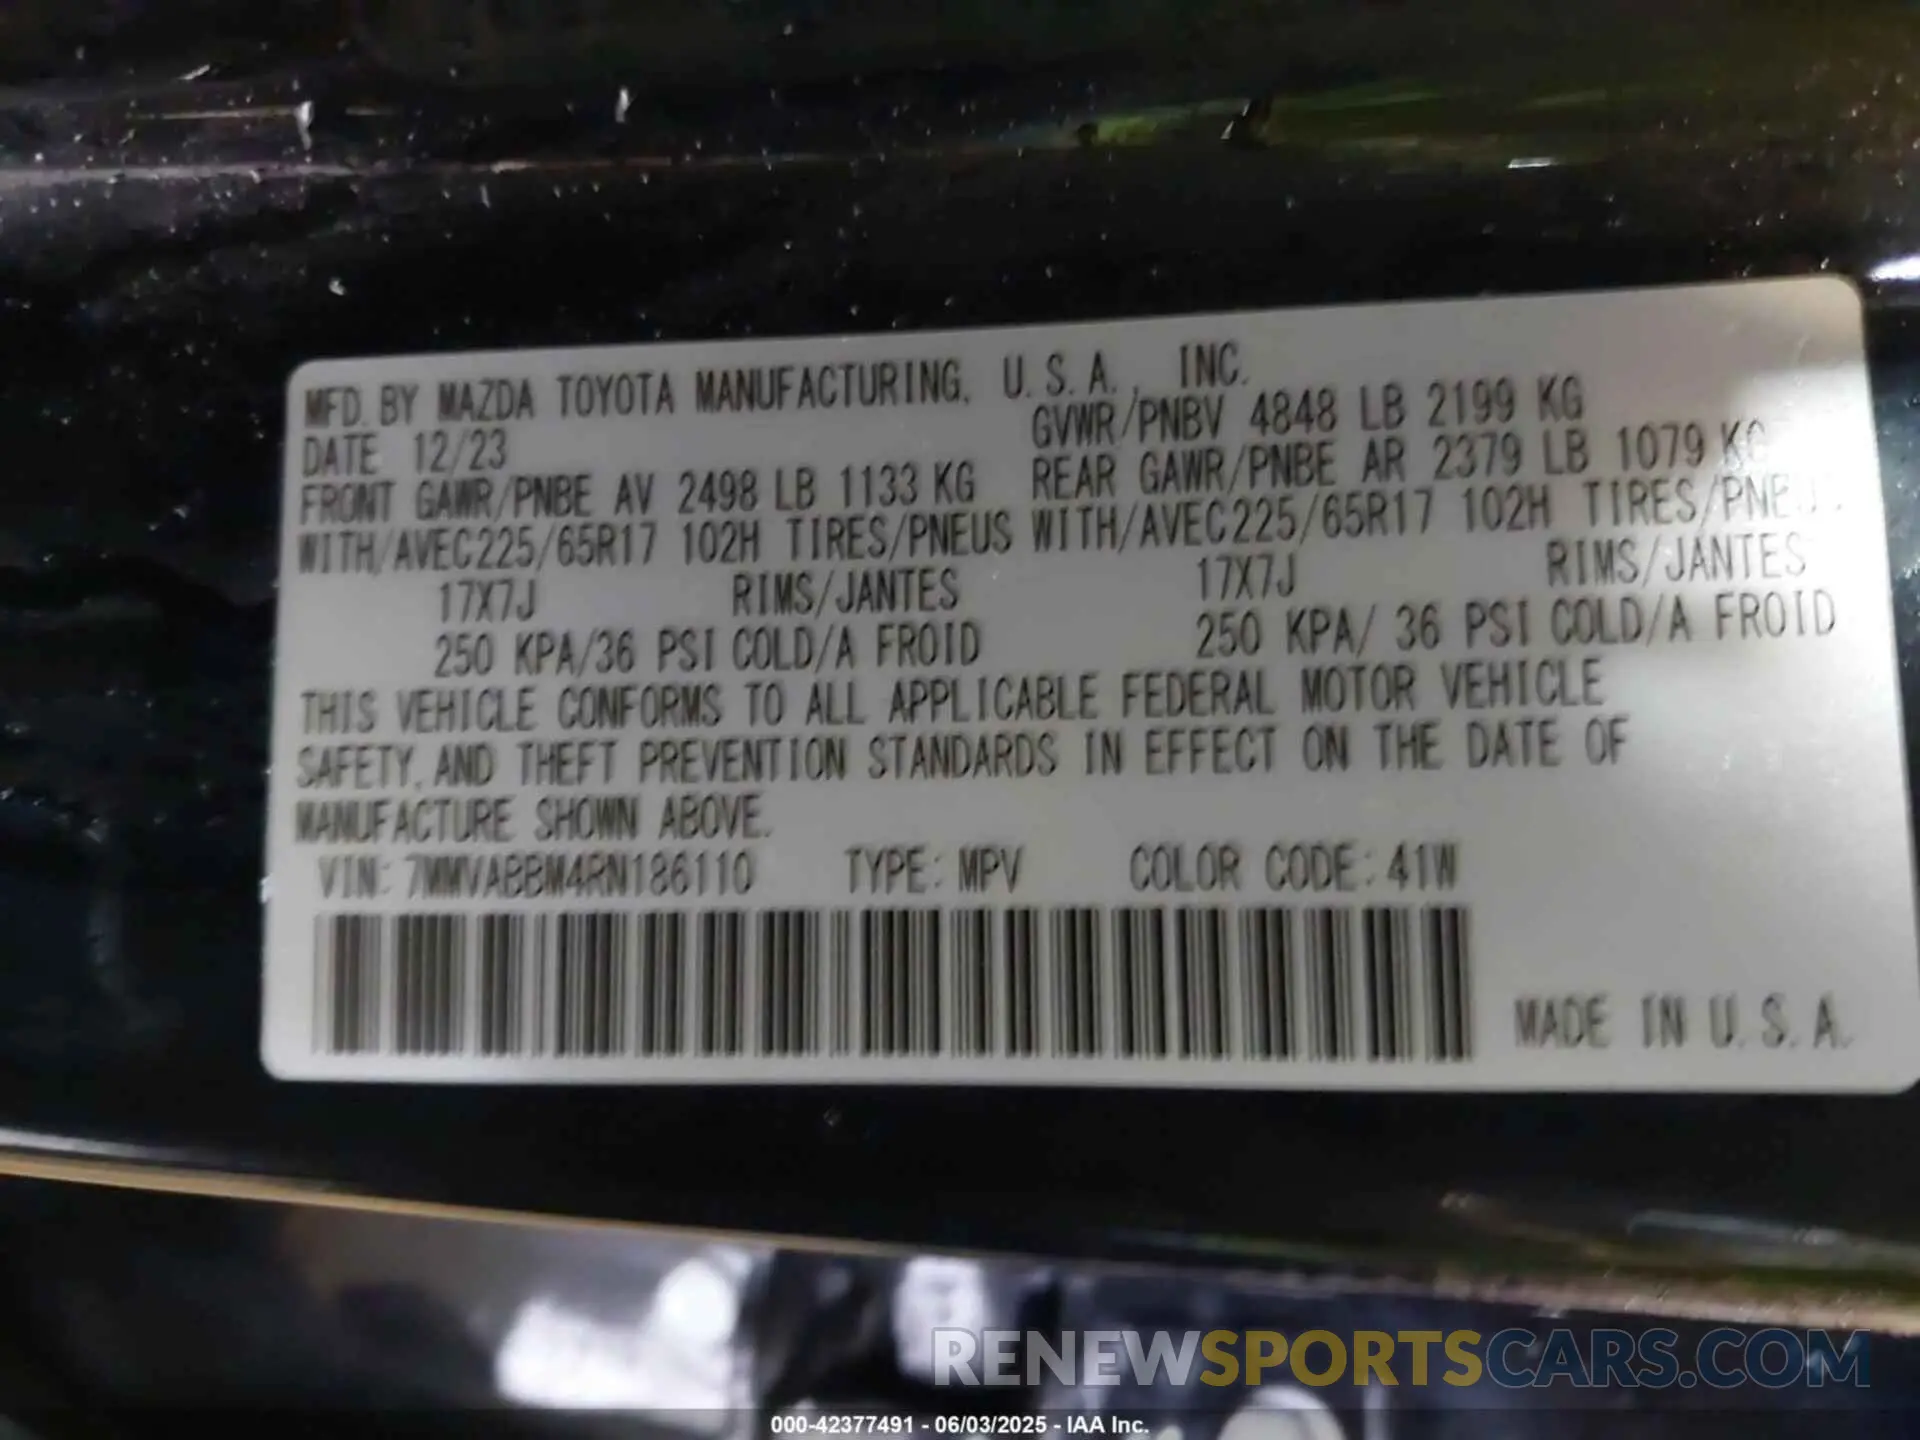 MFD. BY MAZDA TOYOTA MANUFACTURING, U.S.A., INC.
DATE 12/23 GVWR/PNBV 4848 LB 2199 KG
FRONT GAWR/PNBE AV 2498 LB 1133 KG REAR GAWR/PNBE AR 2379 LB 1079 KG
WITH/AVEC225/65R17 102H TIRES/PNEUS WITH/AVEC225/65R17 102H TIRES/PNEUS
17X7J RIMS/JANTES 17X7J RIMS/JANTES
250 KPA/36 PSI COLD/A FROID 250 KPA/ 36 PSI COLD/A FROID
THIS VEHICLE CONFORMS TO ALL APPLICABLE FEDERAL MOTOR VEHICLE
SAFETY, AND THEFT PREVENTION STANDARDS IN EFFECT ON THE DATE OF
MANUFACTURE SHOWN ABOVE.
VIN: 7MMVABBM4RN186110 TYPE: MPV COLOR CODE: 41W
MADE IN U.S.A.
RENEWSPORTSCARS.COM
000-42377491 - 06/03/2025 - IAA Inc.